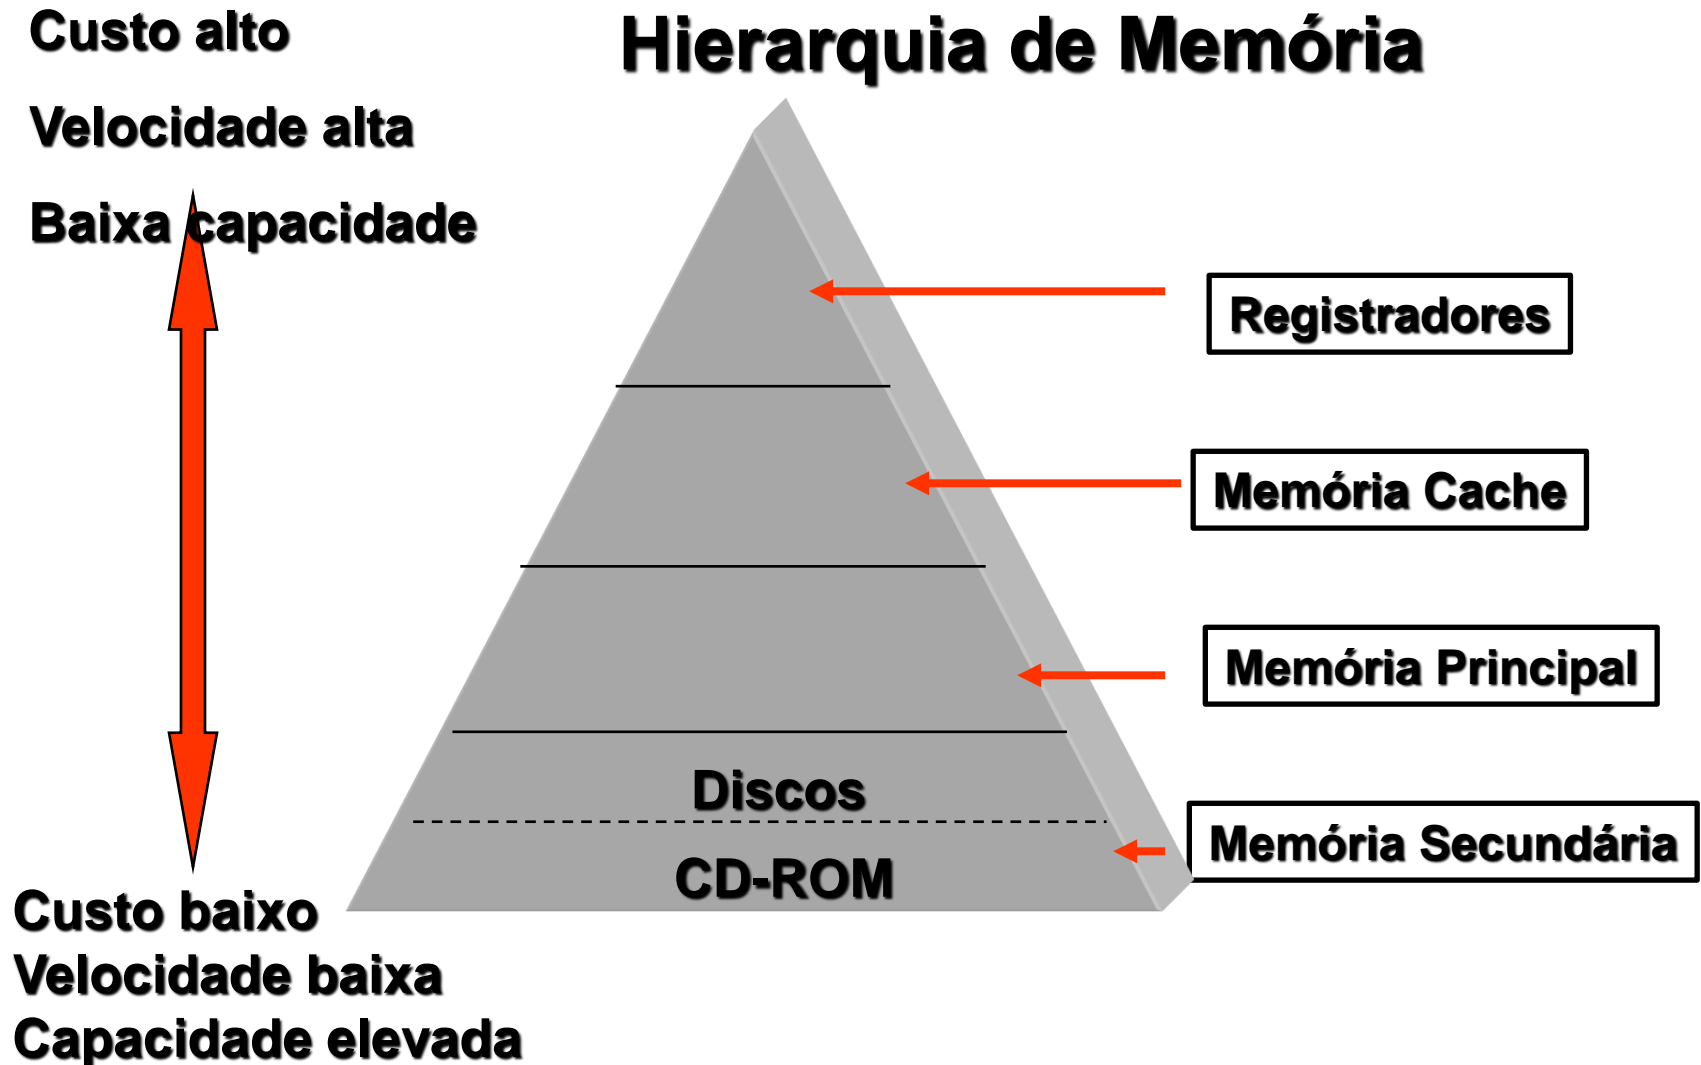 Hierarquia de Memória
Custo alto
Velocidade alta
Baixa capacidade
Registradores
Memória Cache
Memória Principal
Discos
Memória Secundária
CD-ROM
Custo baixo
Velocidade baixa
Capacidade elevada